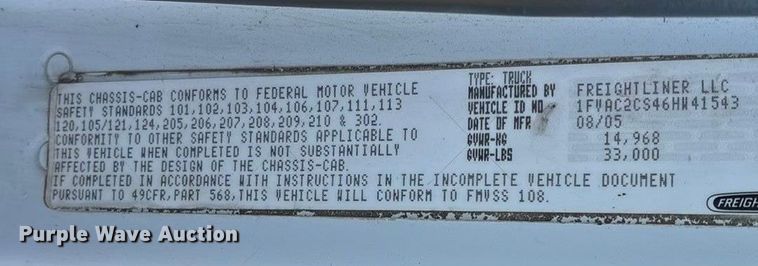 THIS CHASSIS-CAB CONFORMS TO FEDERAL MOTOR VEHICLE
SAFETY STANDARDS 101,102,103,104,106,107,111,113
120,105/121,124,205,206,207,208,209,210 & 302.
CONFORMITY TO OTHER SAFETY STANDARDS APPLICABLE TO
THIS VEHICLE WHEN COMPLETED IS NOT SUBSTANTIALLY
AFFECTED BY THE DESIGN OF THE CHASSIS-CAB.
IF COMPLETED IN ACCORDANCE WITH INSTRUCTIONS IN THE INCOMPLETE VEHICLE DOCUMENT
PURSUANT TO 49CFR,PART 568,THIS VEHICLE WILL CONFORM TO FMVSS 108.
TYPE: TRUCK
MANUFACTURED BY FREIGHTLINER LLC
VEHICLE ID NO 1FVAC2CS46HW41543
DATE OF MFR 08/05
GVWR-KG 14,968
GVWR-LBS 33,000
FREIGH
Purple Wave Auction